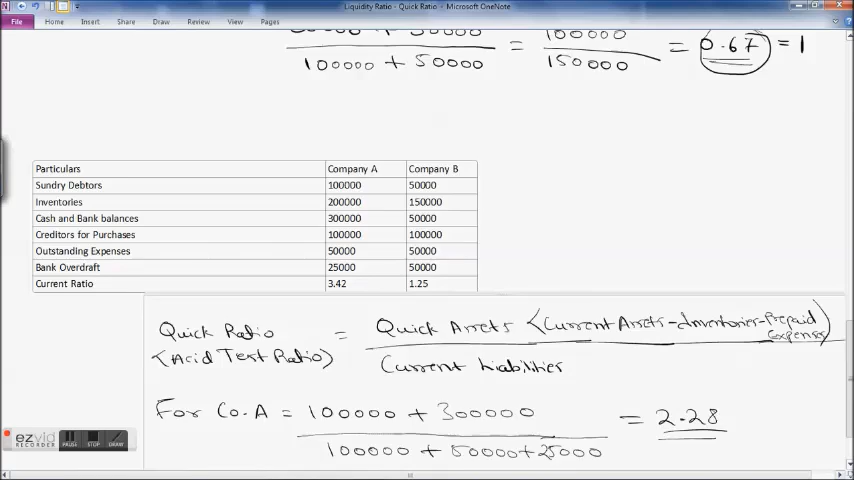 Liquidity Ratio - Quick Ratio - Microsoft OneNote
File Home Insert Share Draw Review View Pages
100000
= = 0.67 = 1
100000 + 50000 150000
Particulars Company A Company B
Sundry Debtors 100000 50000
Inventories 200000 150000
Cash and Bank balances 300000 50000
Creditors for Purchases 100000 100000
Outstanding Expenses 50000 50000
Bank Overdraft 25000 50000
Current Ratio 3.42 1.25
Quick Ratio = Quick Assets (Current Assets-Inventories-Prepaid Expenses)
(Acid Test Ratio) Current Liabilities
For Co.A = 100000 + 300000 = 2.28
100000 + 50000+25000
ezvid
RECORDER
PAUSE STOP DRAW